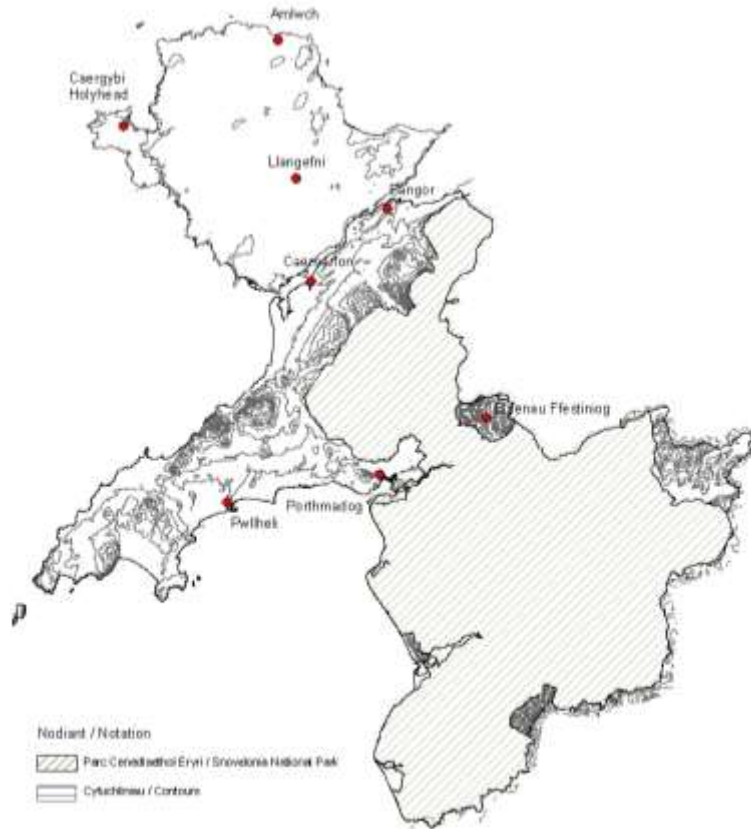 Amlwch
Caergybi
Holyhead
Llangefni
Bangor
Caernarfon
Blaenau Ffestiniog
Porthmadog
Pwllheli
Nodiant / Notation
Parc Cenedlaethol Eryri / Snowdonia National Park
Cyfuchlinau / Contours